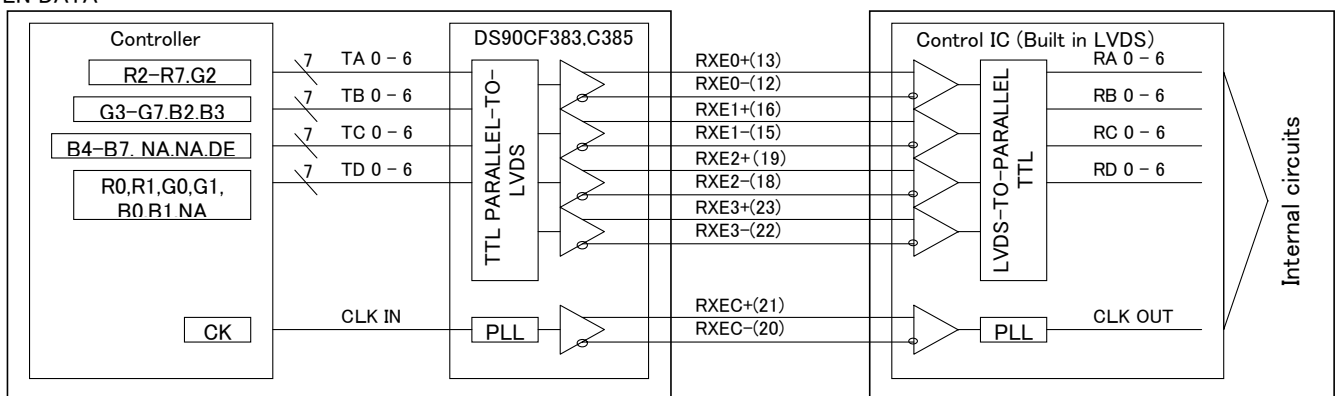 EN DATA
Controller
R2-R7.G2
G3-G7.B2.B3
B4-B7. NA.NA.DE
R0,R1,G0,G1,
B0.B1.NA
CK
7 TA 0 - 6
7 TB 0 - 6
7 TC 0 - 6
7 TD 0 - 6
CLK IN
DS90CF383,C385
TTL PARALLEL-TO-
LVDS
PLL
RXE0+(13)
RXE0-(12)
RXE1+(16)
RXE1-(15)
RXE2+(19)
RXE2-(18)
RXE3+(23)
RXE3-(22)
RXEC+(21)
RXEC-(20)
Control IC (Built in LVDS)
LVDS-TO-PARALLEL
TTL
PLL
RA 0 - 6
RB 0 - 6
RC 0 - 6
RD 0 - 6
CLK OUT
Internal circuits